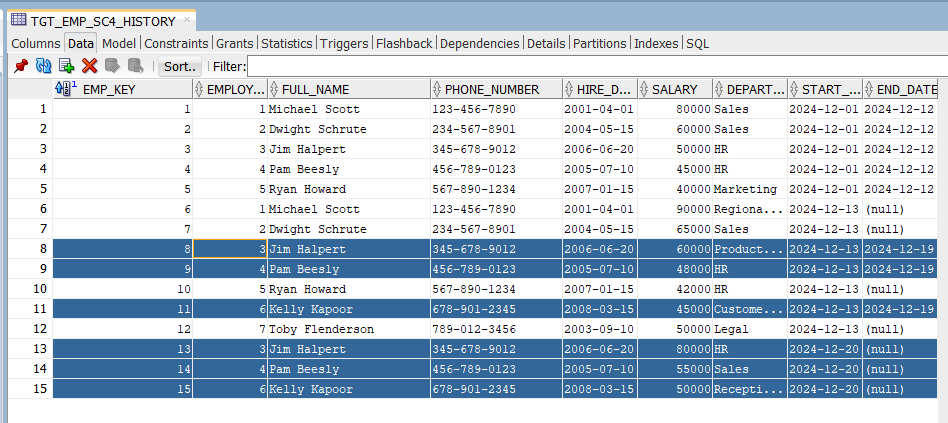 TGT_EMP_SC4_HISTORY
Columns Data Model Constraints Grants Statistics Triggers Flashback Dependencies Details Partitions Indexes SQL
Sort.. Filter:
EMP_KEY EMPLOY... FULL_NAME PHONE_NUMBER HIRE_D... SALARY DEPART... START_... END_DATE
1 1 1 Michael Scott 123-456-7890 2001-04-01 80000 Sales 2024-12-01 2024-12-12
2 2 2 Dwight Schrute 234-567-8901 2004-05-15 60000 Sales 2024-12-01 2024-12-12
3 3 3 Jim Halpert 345-678-9012 2006-06-20 50000 HR 2024-12-01 2024-12-12
4 4 4 Pam Beesly 456-789-0123 2005-07-10 45000 HR 2024-12-01 2024-12-12
5 5 5 Ryan Howard 567-890-1234 2007-01-15 40000 Marketing 2024-12-01 2024-12-12
6 6 1 Michael Scott 123-456-7890 2001-04-01 90000 Regiona... 2024-12-13 (null)
7 7 2 Dwight Schrute 234-567-8901 2004-05-15 65000 Sales 2024-12-13 (null)
8 8 3 Jim Halpert 345-678-9012 2006-06-20 60000 Product... 2024-12-13 2024-12-19
9 9 4 Pam Beesly 456-789-0123 2005-07-10 48000 HR 2024-12-13 2024-12-19
10 10 5 Ryan Howard 567-890-1234 2007-01-15 42000 HR 2024-12-13 (null)
11 11 6 Kelly Kapoor 678-901-2345 2008-03-15 45000 Custome... 2024-12-13 2024-12-19
12 12 7 Toby Flenderson 789-012-3456 2003-09-10 50000 Legal 2024-12-13 (null)
13 13 3 Jim Halpert 345-678-9012 2006-06-20 80000 HR 2024-12-20 (null)
14 14 4 Pam Beesly 456-789-0123 2005-07-10 55000 Sales 2024-12-20 (null)
15 15 6 Kelly Kapoor 678-901-2345 2008-03-15 50000 Recepti... 2024-12-20 (null)